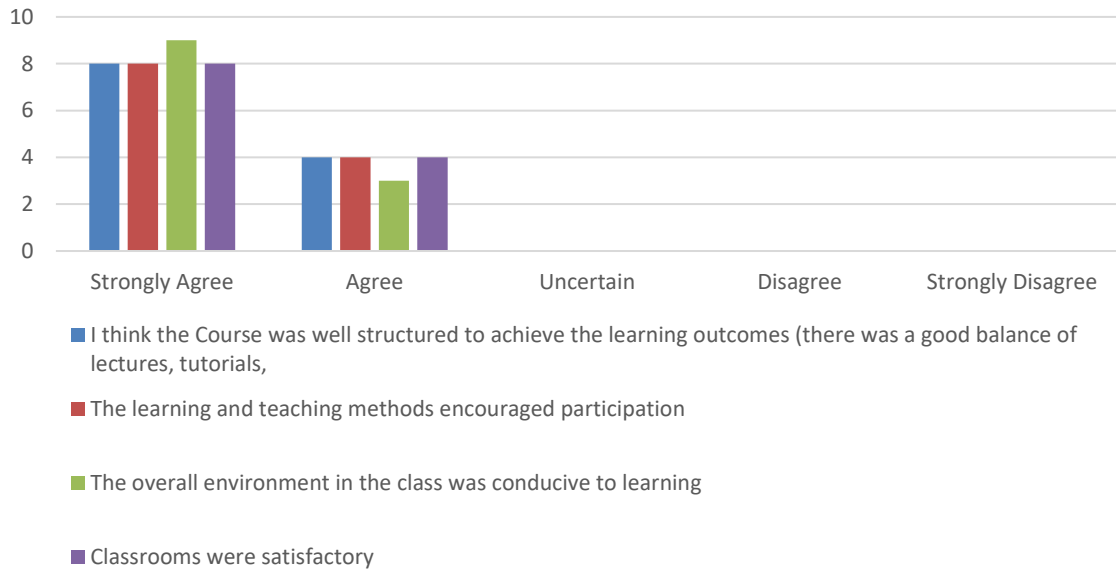 10
8
6
4
2
0
Strongly Agree Agree Uncertain Disagree Strongly Disagree
I think the Course was well structured to achieve the learning outcomes (there was a good balance of
lectures, tutorials,
The learning and teaching methods encouraged participation
The overall environment in the class was conducive to learning
Classrooms were satisfactory